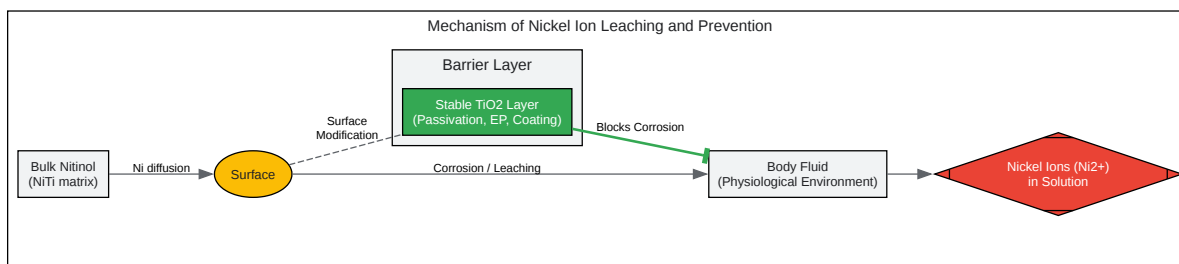 Mechanism of Nickel Ion Leaching and Prevention
Barrier Layer
Stable TiO2 Layer
(Passivation, EP, Coating)
Surface
Modification
Blocks Corrosion
Bulk Nitinol
(NiTi matrix)
Ni diffusion
Surface
Corrosion / Leaching
Body Fluid
(Physiological Environment)
Nickel Ions (Ni2+)
in Solution